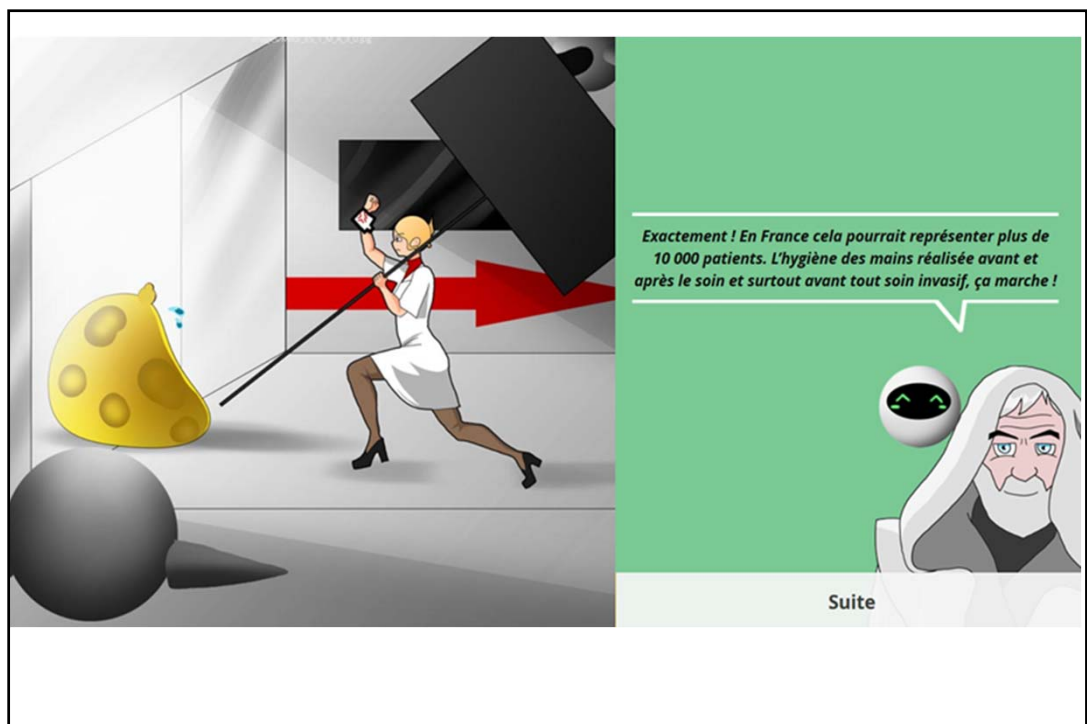 Exactement ! En France cela pourrait représenter plus de
10 000 patients. L’hygiène des mains réalisée avant et
après le soin et surtout avant tout soin invasif, ça marche !
Suite